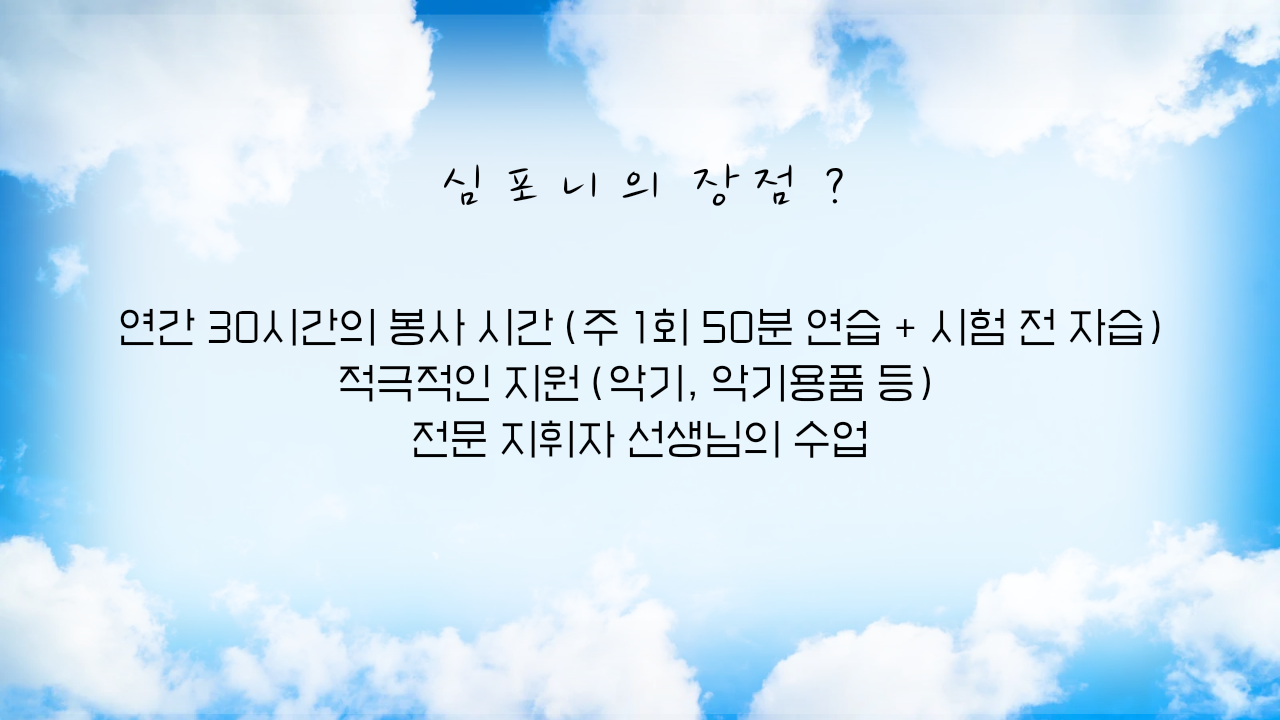 심포니의 장점?
연간 30시간의 봉사 시간(주 1회 50분 연습 + 시험 전 자습)
적극적인 지원(악기, 악기용품 등)
전문 지휘자 선생님의 수업